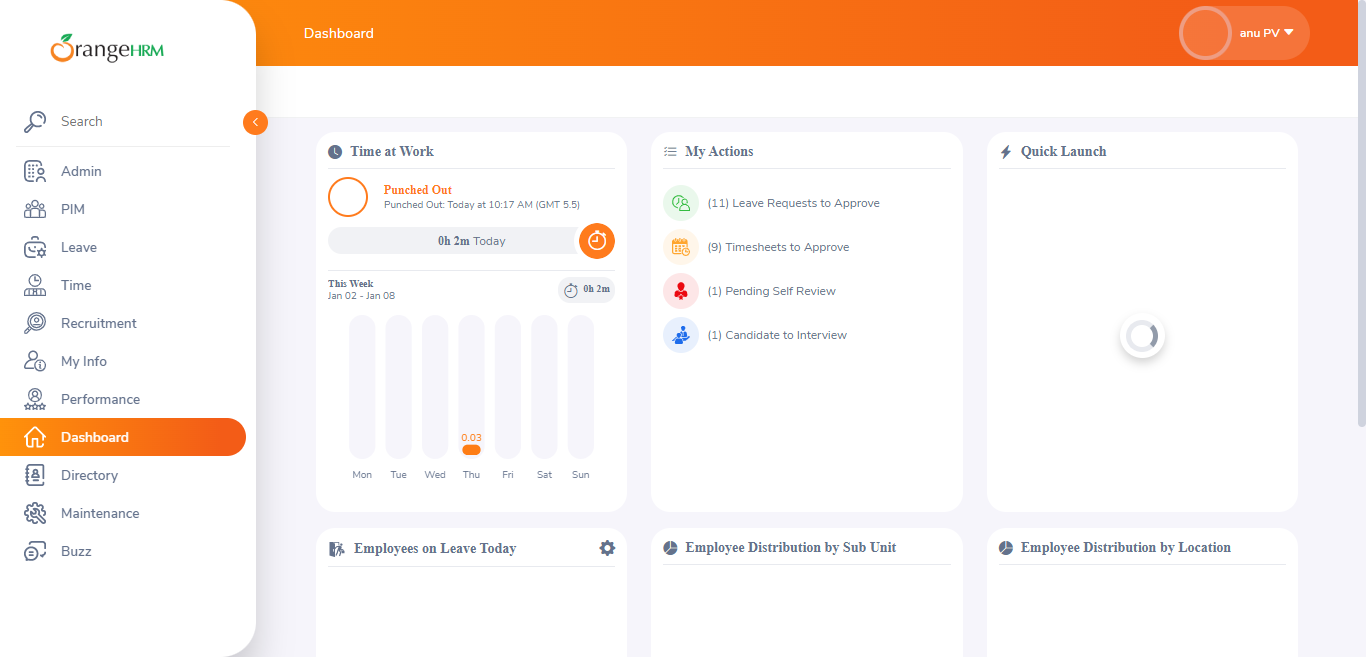 OrangeHRM
Dashboard
anu PV
Search
Admin
PIM
Leave
Time
Recruitment
My Info
Performance
Dashboard
Directory
Maintenance
Buzz
Time at Work
Punched Out
Punched Out: Today at 10:17 AM (GMT 5.5)
0h 2m Today
This Week
Jan 02 - Jan 08
0h 2m
0.03
Mon Tue Wed Thu Fri Sat Sun
My Actions
(11) Leave Requests to Approve
(9) Timesheets to Approve
(1) Pending Self Review
(1) Candidate to Interview
Quick Launch
Employees on Leave Today
Employee Distribution by Sub Unit
Employee Distribution by Location